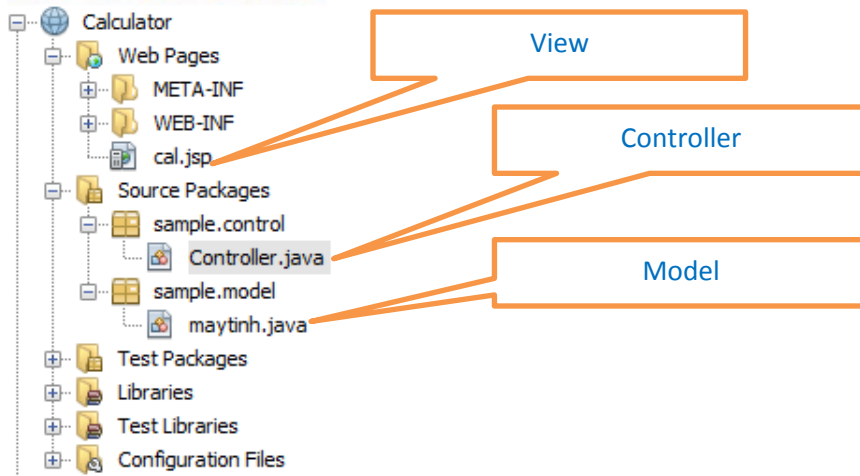 Calculator
View
Web Pages
META-INF
WEB-INF
Controller
cal.jsp
Source Packages
sample.control
Controller.java
Model
sample.model
maytinh.java
Test Packages
Libraries
Test Libraries
Configuration Files